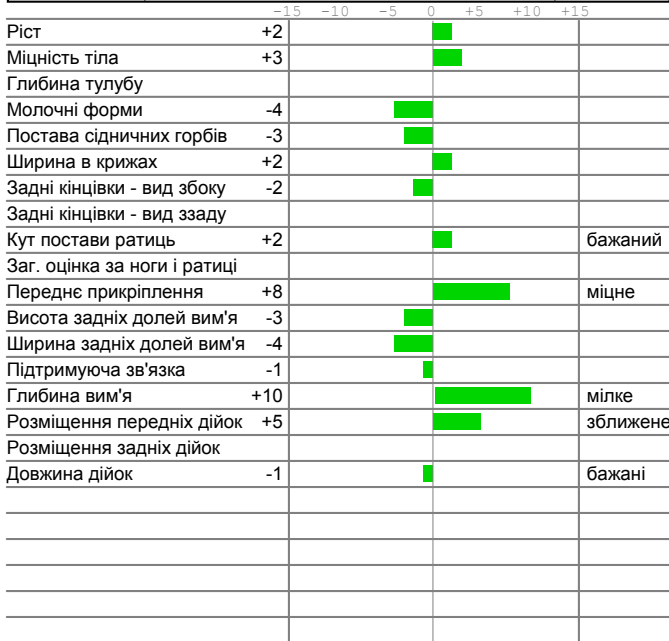 -15 -10 -5 0 +5 +10 +15
Ріст +2
Міцність тіла +3
Глибина тулубу
Молочні форми -4
Постава сідничних горбів -3
Ширина в крижах +2
Задні кінцівки - вид збоку -2
Задні кінцівки - вид ззаду
Кут постави ратиць +2 бажаний
Заг. оцінка за ноги і ратиці
Переднє прикріплення +8 міцне
Висота задніх долей вим'я -3
Ширина задніх долей вим'я -4
Підтримуюча зв'язка -1
Глибина вим'я +10 мілке
Розміщення передніх дійок +5 зближене
Розміщення задніх дійок
Довжина дійок -1 бажані